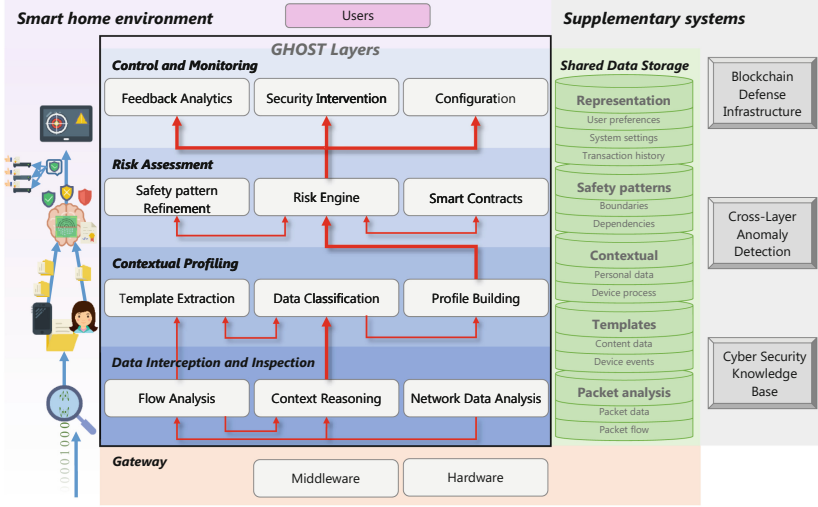 Smart home environment
Users
Supplementary systems
GHOST Layers
Control and Monitoring
Feedback Analytics
Security Intervention
Configuration
Risk Assessment
Safety pattern
Refinement
Risk Engine
Smart Contracts
Contextual Profiling
Template Extraction
Data Classification
Profile Building
Data Interception and Inspection
Flow Analysis
Context Reasoning
Network Data Analysis
Gateway
Middleware
Hardware
Shared Data Storage
Representation
User preferences
System settings
Transaction history
Safety patterns
Boundaries
Dependencies
Contextual
Personal data
Device process
Templates
Content data
Device events
Packet analysis
Packet data
Packet flow
Blockchain
Defense
Infrastructure
Cross-Layer
Anomaly
Detection
Cyber Security
Knowledge
Base